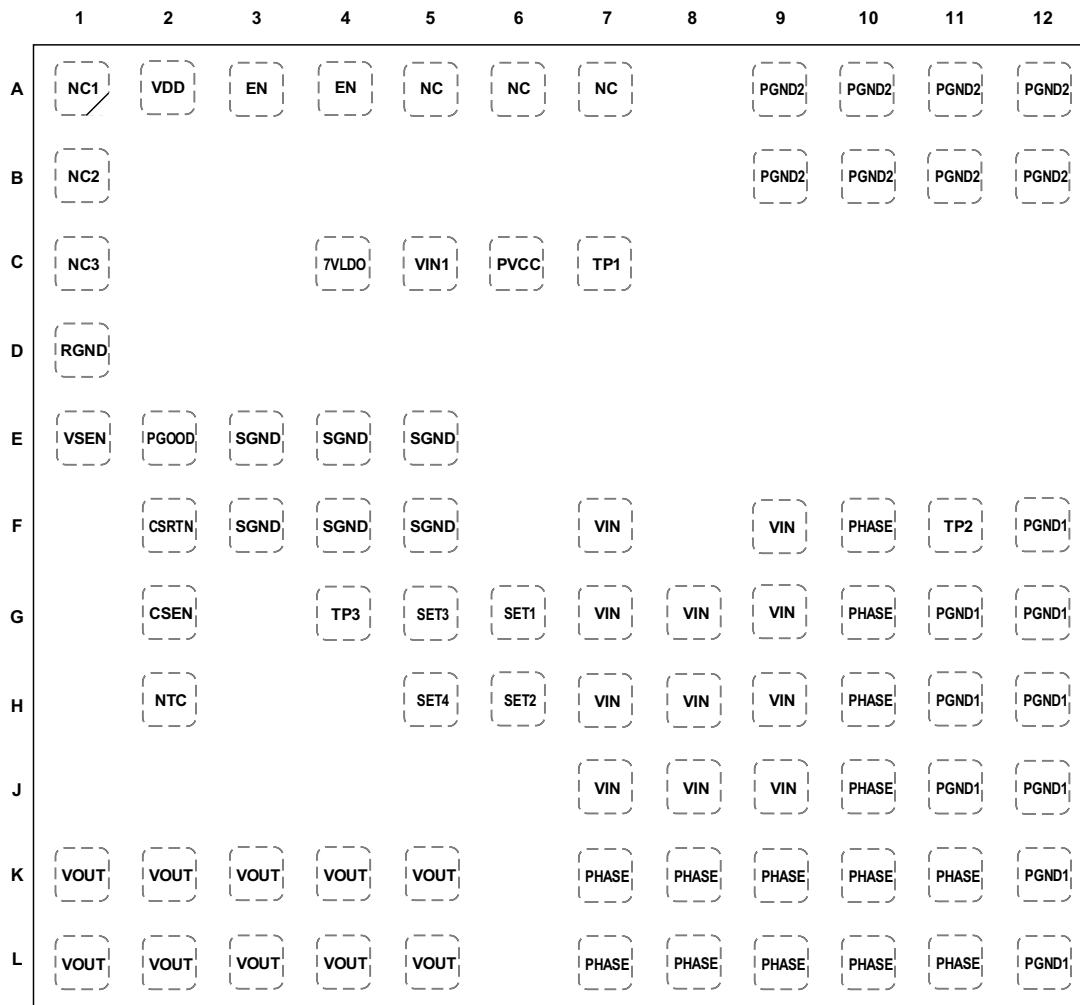 1 2 3 4 5 6 7 8 9 10 11 12
A NC1 VDD EN EN NC NC NC PGND2 PGND2 PGND2 PGND2
B NC2 PGND2 PGND2 PGND2 PGND2
C NC3 7VLDO VIN1 PVCC TP1
D RGND
E VSEN PGOOD SGND SGND SGND
F CSRTN SGND SGND SGND VIN VIN PHASE TP2 PGND1
G CSEN TP3 SET3 SET1 VIN VIN VIN PHASE PGND1 PGND1
H NTC SET4 SET2 VIN VIN VIN PHASE PGND1 PGND1
J VIN VIN VIN PHASE PGND1 PGND1
K VOUT VOUT VOUT VOUT VOUT PHASE PHASE PHASE PHASE PHASE PGND1
L VOUT VOUT VOUT VOUT VOUT PHASE PHASE PHASE PHASE PHASE PGND1